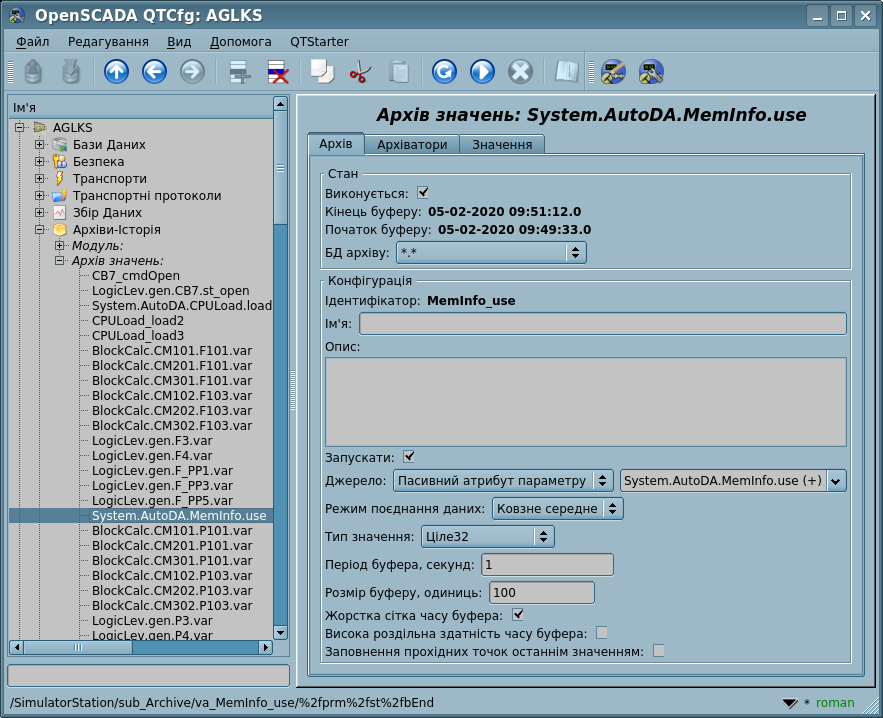 OpenSCADA QTCfg: AGLKS
Файл Редагування Вид Допомога QTStarter
Ім'я
AGLKS
Бази Даних
Безпека
Транспорти
Транспортні протоколи
Збір Даних
Архіви-Історія
Модуль:
Архів значень:
CB7_cmdOpen
LogicLev.gen.CB7.st_open
System.AutoDA.CPULoad.load
CPULoad_load2
CPULoad_load3
BlockCalc.CM101.F101.var
BlockCalc.CM201.F101.var
BlockCalc.CM301.F101.var
BlockCalc.CM102.F103.var
BlockCalc.CM202.F103.var
BlockCalc.CM302.F103.var
LogicLev.gen.F3.var
LogicLev.gen.F4.var
LogicLev.gen.F_PP1.var
LogicLev.gen.F_PP3.var
LogicLev.gen.F_PP5.var
System.AutoDA.MemInfo.use
BlockCalc.CM101.P101.var
BlockCalc.CM201.P101.var
BlockCalc.CM301.P101.var
BlockCalc.CM102.P103.var
BlockCalc.CM202.P103.var
BlockCalc.CM302.P103.var
LogicLev.gen.P3.var
LogicLev.gen.P4.var
Архів значень: System.AutoDA.MemInfo.use
Архів Архіватори Значення
Стан
Виконується:
Кінець буферу: 05-02-2020 09:51:12.0
Початок буферу: 05-02-2020 09:49:33.0
БД архіву: *.*
Конфігурація
Ідентифікатор: MemInfo_use
Ім'я:
Опис:
Запускати:
Джерело: Пасивний атрибут параметру System.AutoDA.MemInfo.use (+)
Режим поєднання даних: Ковзне середнє
Тип значення: Ціле32
Період буфера, секунд: 1
Розмір буферу, одиниць: 100
Жорстка сітка часу буфера:
Висока роздільна здатність часу буфера:
Заповнення прохідних точок останнім значенням:
/SimulatorStation/sub_Archive/va_MemInfo_use/%2fprm%2fst%2fbEnd * roman